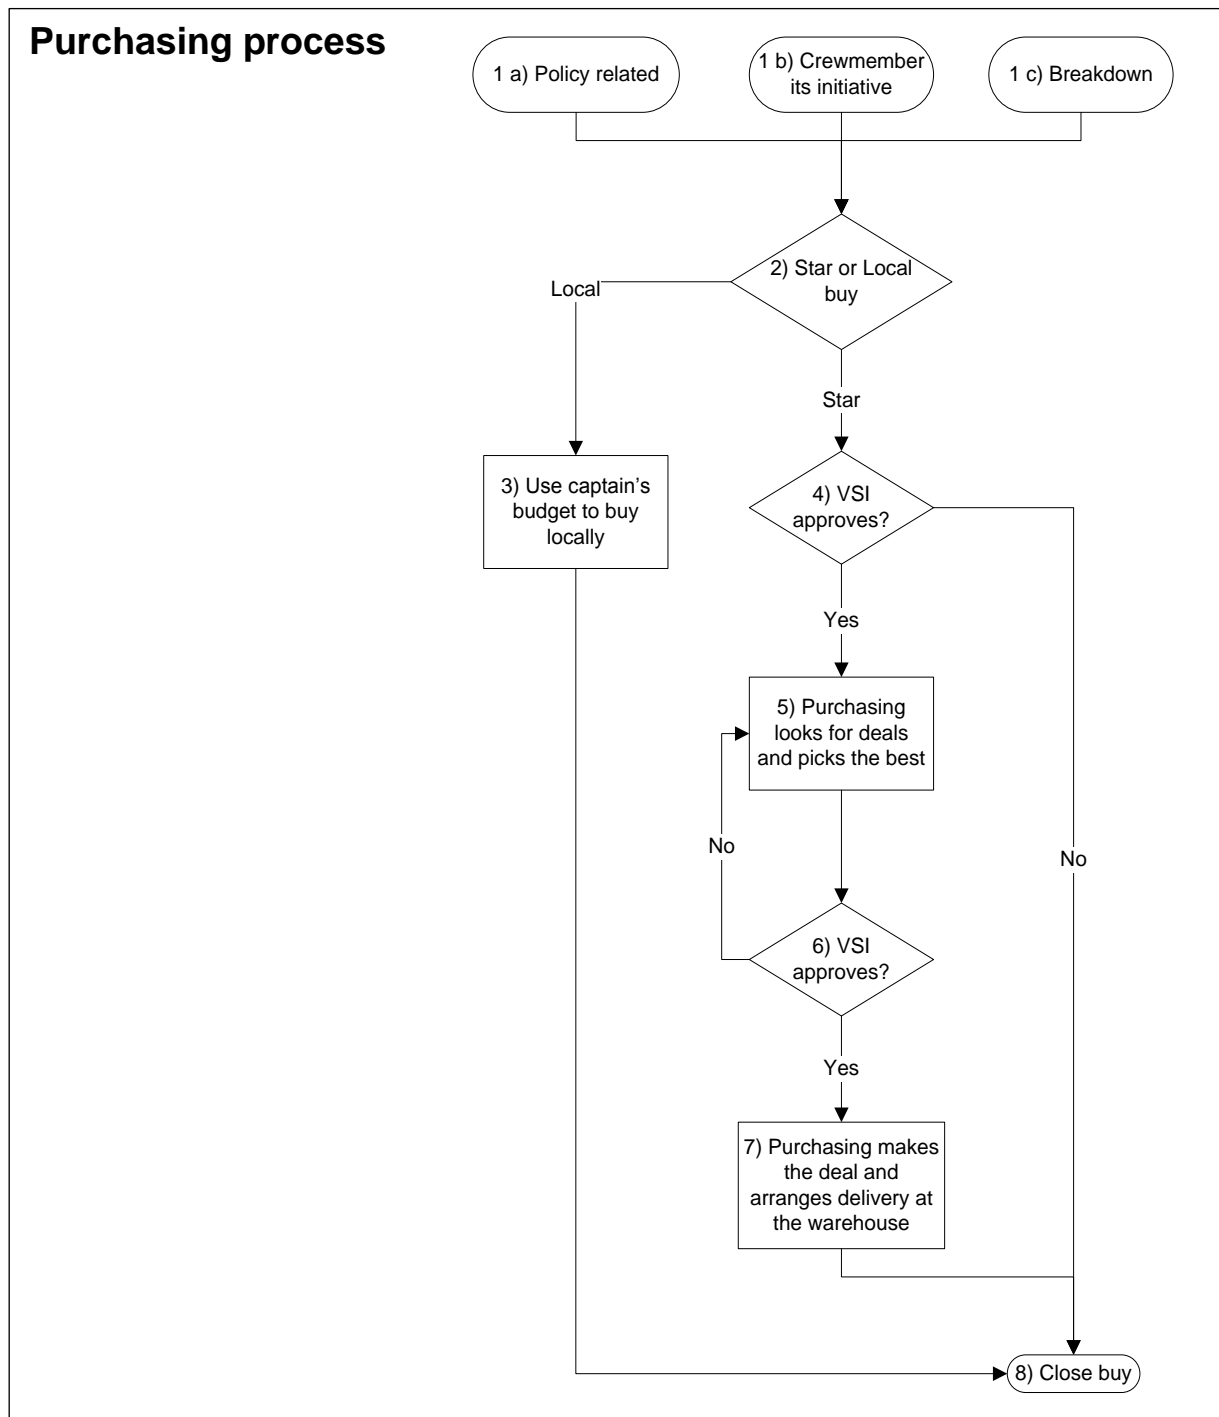 Purchasing process
1 a) Policy related
1 b) Crewmember
its initiative
1 c) Breakdown
2) Star or Local
buy
Local
Star
3) Use captain’s
budget to buy
locally
4) VSI
approves?
Yes
5) Purchasing
looks for deals
and picks the best
No
No
6) VSI
approves?
Yes
7) Purchasing makes
the deal and
arranges delivery at
the warehouse
8) Close buy